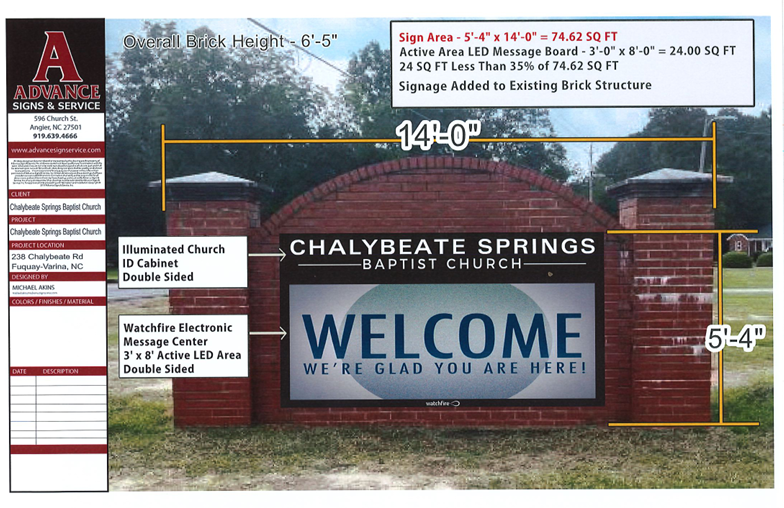 A
ADVANCE
SIGNS & SERVICE
596 Church St.
Angier, NC 27501
919.639.4666
www.advancesignservice.com
CLIENT
Chalybeate Springs Baptist Church
PROJECT
Chalybeate Springs Baptist Church
PROJECT LOCATION
238 Chalybeate Rd
Fuquay-Varina, NC
DESIGNED BY
MICHAEL AKINS
COLORS / FINISHES / MATERIAL
DATE DESCRIPTION
Overall Brick Height - 6'-5"
Sign Area - 5'-4" x 14'-0" = 74.62 SQ FT
Active Area LED Message Board - 3'-0" x 8'-0" = 24.00 SQ FT
24 SQ FT Less Than 35% of 74.62 SQ FT
Signage Added to Existing Brick Structure
14'-0"
Illuminated Church
ID Cabinet
Double Sided
CHALYBEATE SPRINGS
BAPTIST CHURCH
Watchfire Electronic
Message Center
3' x 8' Active LED Area
Double Sided
WELCOME
WE'RE GLAD YOU ARE HERE!
watchfire
5'-4"